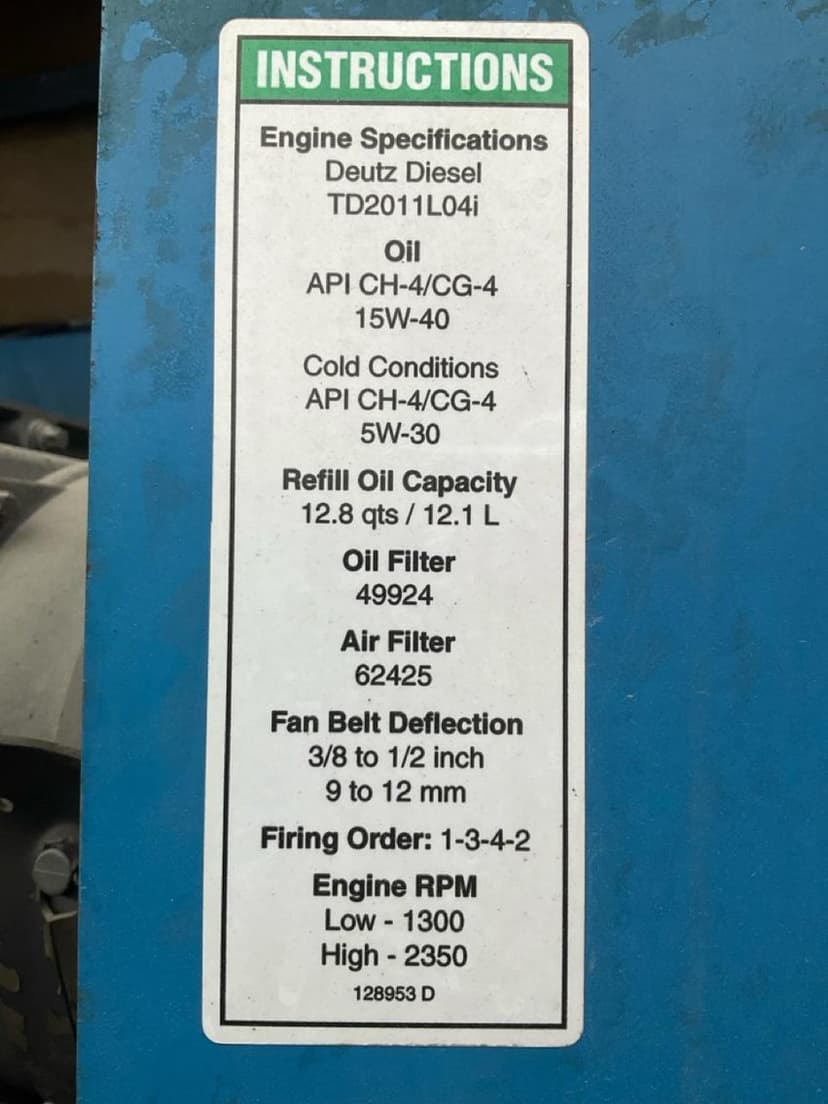 INSTRUCTIONS
Engine Specifications
Deutz Diesel
TD2011L04i
Oil
API CH-4/CG-4
15W-40
Cold Conditions
API CH-4/CG-4
5W-30
Refill Oil Capacity
12.8 qts / 12.1 L
Oil Filter
49924
Air Filter
62425
Fan Belt Deflection
3/8 to 1/2 inch
9 to 12 mm
Firing Order: 1-3-4-2
Engine RPM
Low - 1300
High - 2350
128953 D